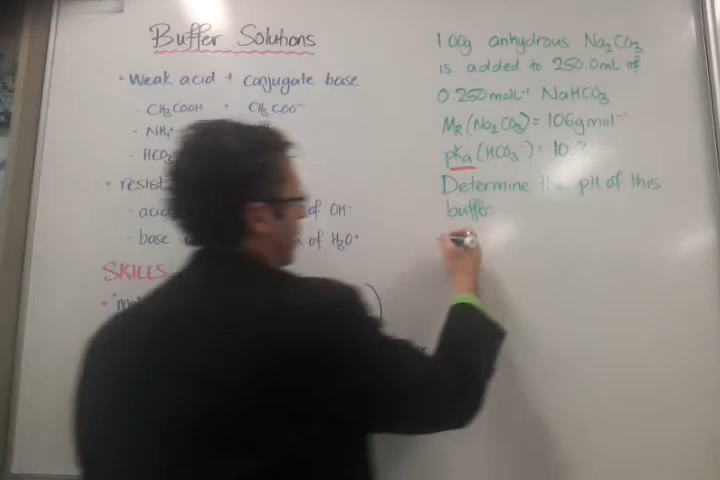 Buffer Solutions
• Weak acid + conjugate base
- CH₃COOH + CH₃COO⁻
- NH₄⁺
- HCO₃
• resist
- acid of OH⁻
- base of H₃O⁺
SKILLS
1.00g anhydrous Na₂CO₃
is added to 250.0mL of
0.250molL⁻¹ NaHCO₃
Mr(Na₂CO₃) = 106gmol⁻¹
pKa (HCO₃⁻) = 10.
Determine the pH of this
buffer.